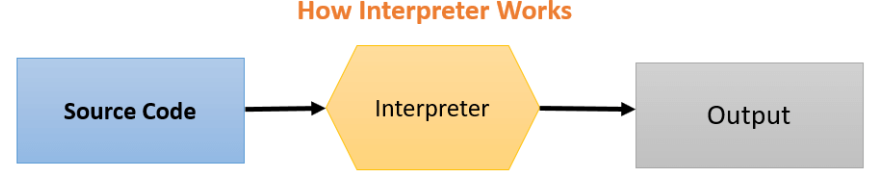 How Interpreter Works
Source Code
Interpreter
Output